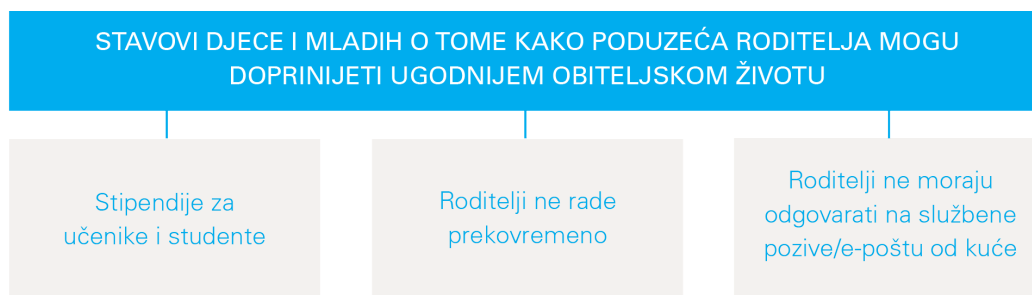 STAVOVI DJECE I MLADIH O TOME KAKO PODUZEĆA RODITELJA MOGU
DOPRINIJETI UGODNIJEM OBITELJSKOM ŽIVOTU
Stipendije za
učenike i studente
Roditelji ne rade
prekovremeno
Roditelji ne moraju
odgovarati na službene
pozive/e-poštu od kuće